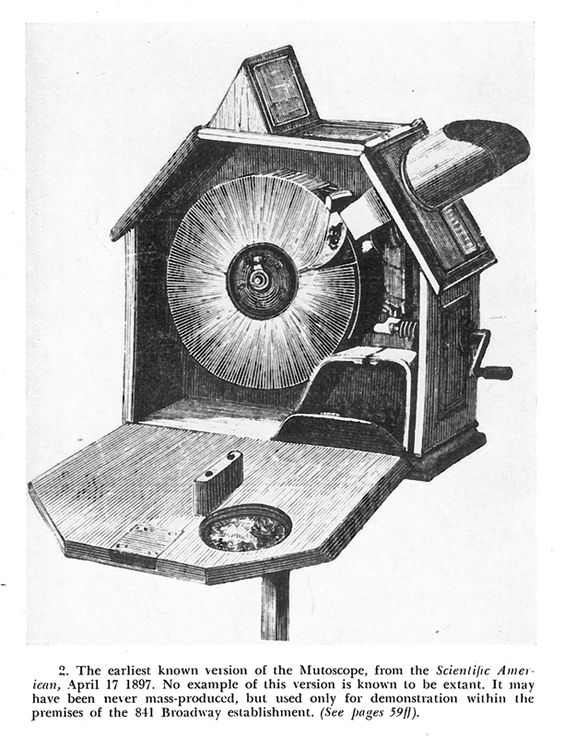 2. The earliest known version of the Mutoscope, from the Scientific Amer-
ican, April 17 1897. No example of this version is known to be extant. It may
have been never mass-produced, but used only for demonstration within the
premises of the 841 Broadway establishment. (See pages 59ff).